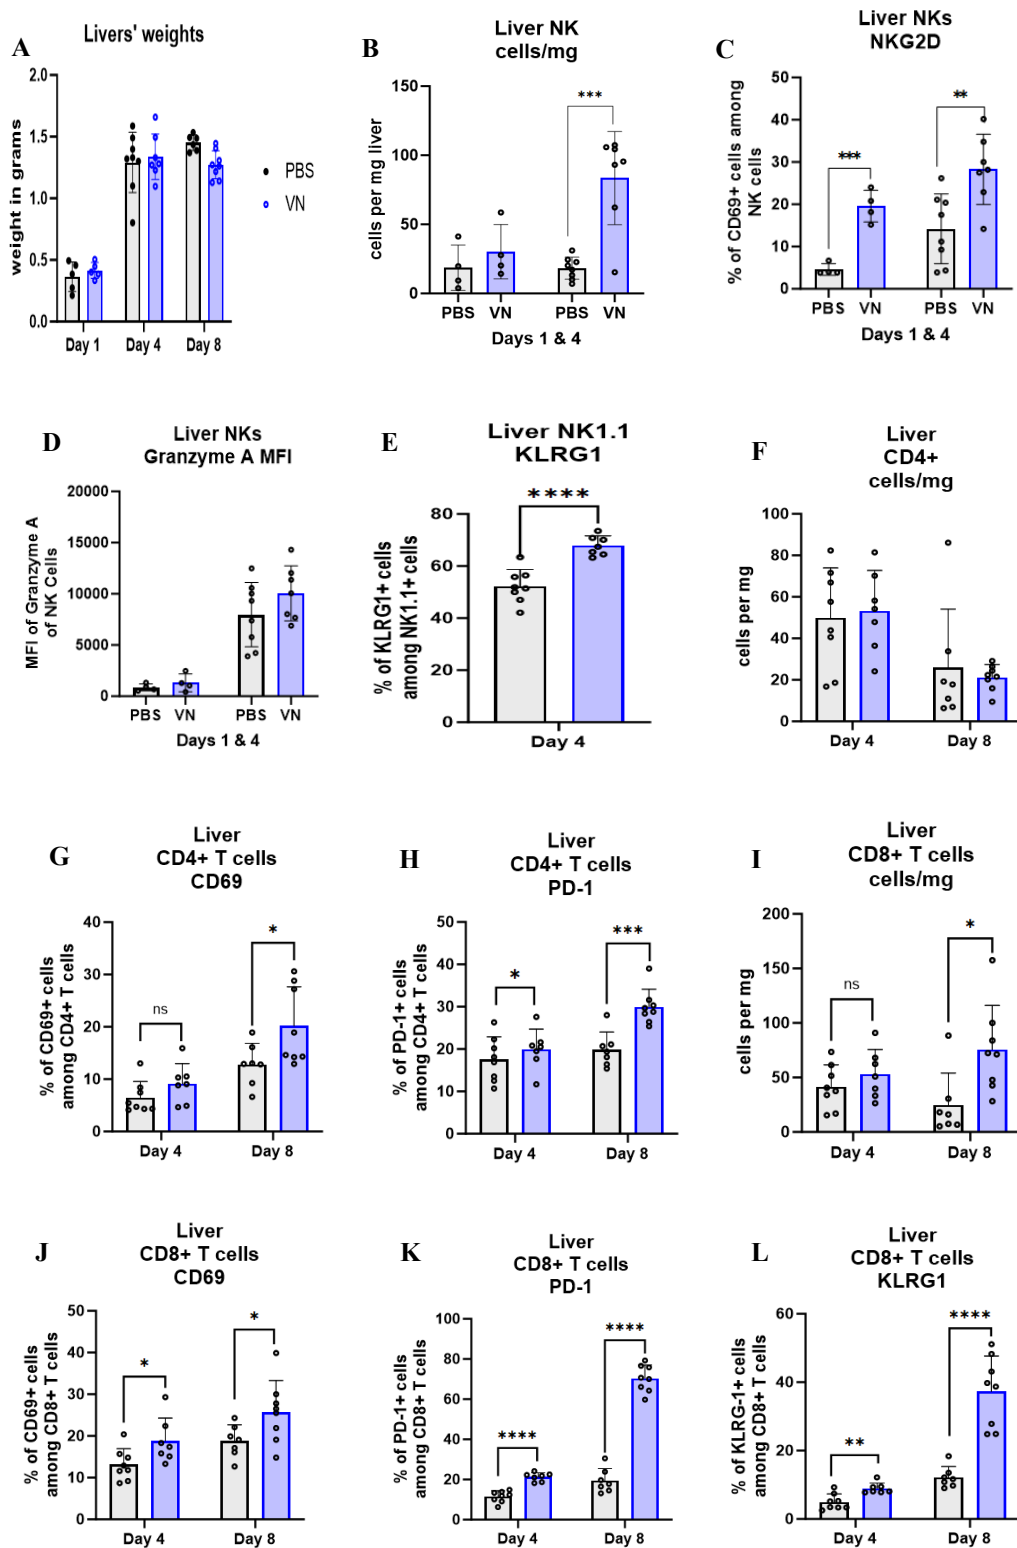 A
Livers' weights
weight in grams
2.0
1.5
1.0
0.5
0.0
Day 1
Day 4
Day 8
PBS
VN
B
Liver NK
cells/mg
cells per mg liver
150
100
50
0
***
PBS
VN
PBS
VN
Days 1 & 4
C
Liver NKs
NKG2D
% of CD69+ cells among
NK cells
50
40
30
20
10
0
***
**
PBS
VN
PBS
VN
Days 1 & 4
D
Liver NKs
Granzyme A MFI
MFI of Granzyme A
of NK Cells
20000
15000
10000
5000
0
PBS
VN
PBS
VN
Days 1 & 4
E
Liver NK1.1
KLRG1
% of KLRG1+ cells
among NK1.1+ cells
80
60
40
20
0
****
Day 4
F
Liver
CD4+
cells/mg
cells per mg
100
80
60
40
20
0
Day 4
Day 8
G
Liver
CD4+ T cells
CD69
% of CD69+ cells
among CD4+ T cells
40
30
20
10
0
ns
*
Day 4
Day 8
H
Liver
CD4+ T cells
PD-1
% of PD-1+ cells
among CD4+ T cells
50
40
30
20
10
0
*
***
Day 4
Day 8
I
Liver
CD8+ T cells
cells/mg
cells per mg
200
150
100
50
0
ns
*
Day 4
Day 8
J
Liver
CD8+ T cells
CD69
% of CD69+ cells
among CD8+ T cells
50
40
30
20
10
0
*
*
Day 4
Day 8
K
Liver
CD8+ T cells
PD-1
% of PD-1+ cells
among CD8+ T cells
100
80
60
40
20
0
****
****
Day 4
Day 8
L
Liver
CD8+ T cells
KLRG1
% of KLRG-1+ cells
among CD8+ T cells
60
40
20
0
**
****
Day 4
Day 8